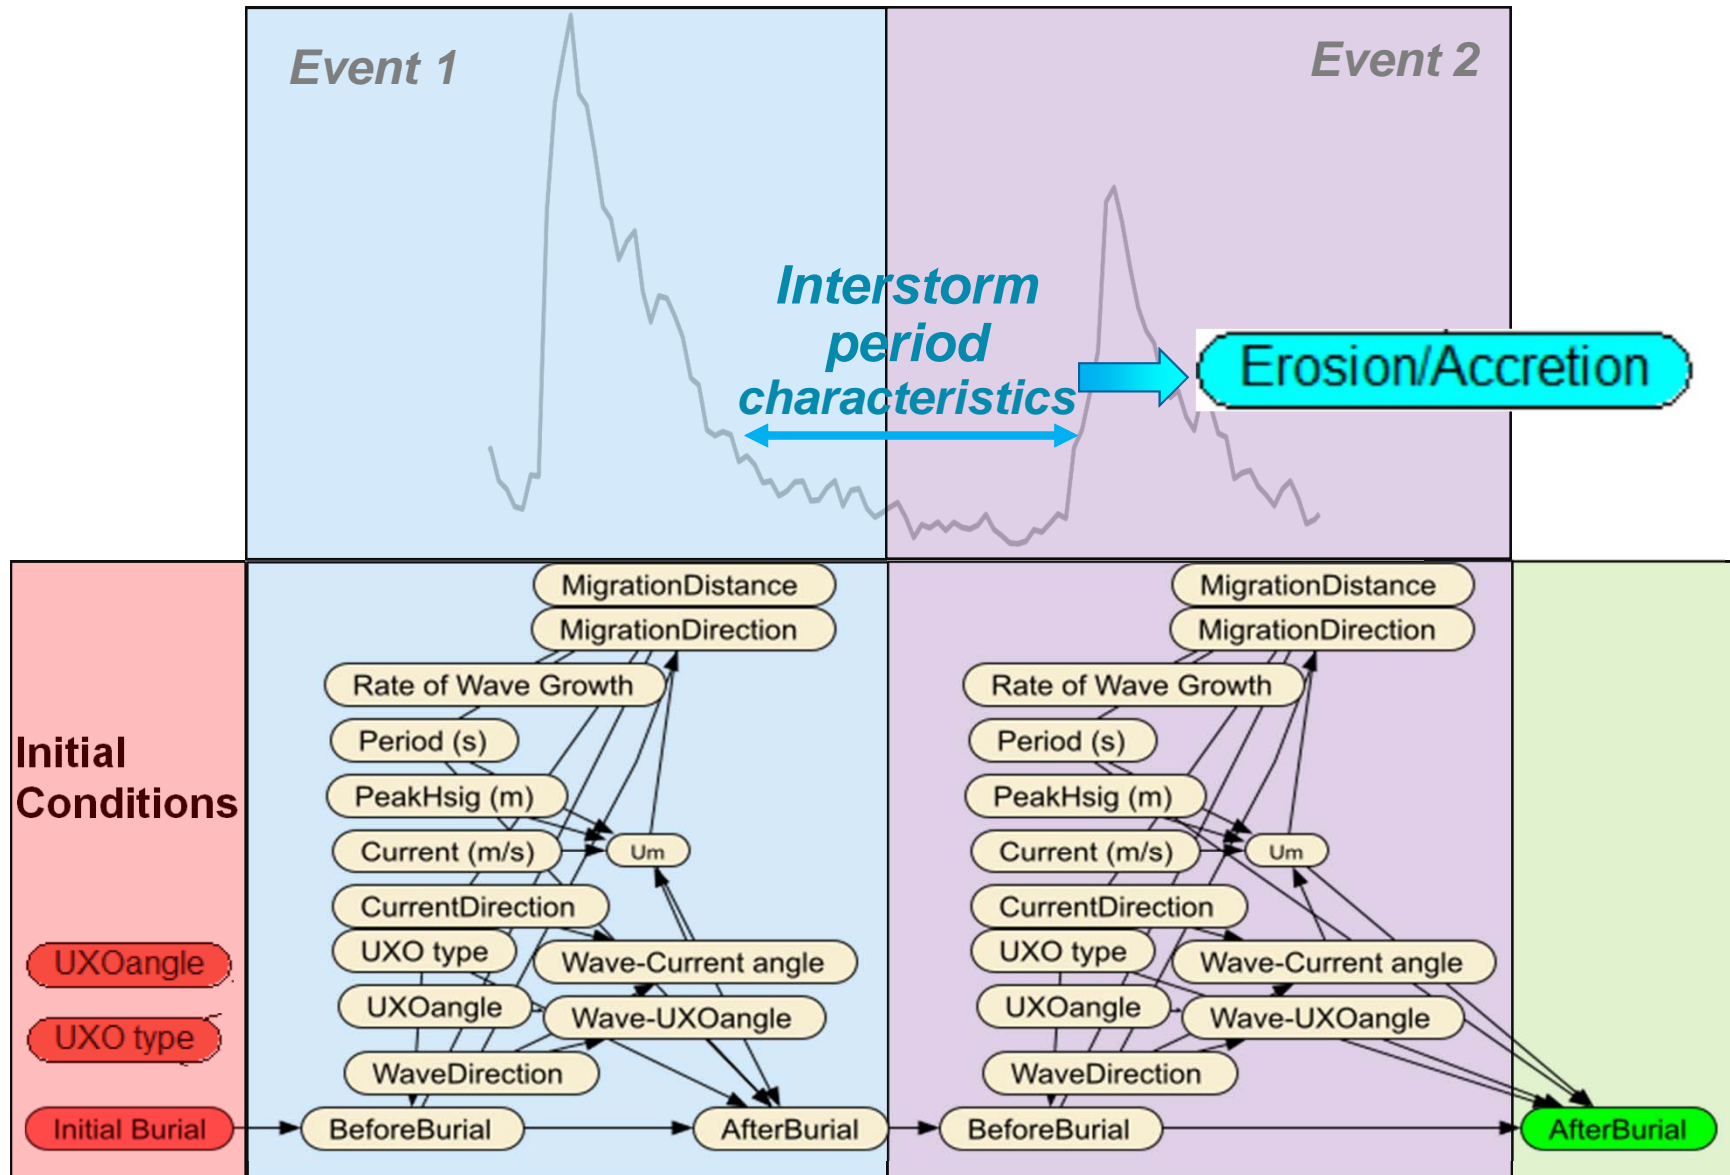 Event 1
Event 2
Interstorm
period
characteristics
Erosion/Accretion
Initial
Conditions
UXOangle
UXO type
Initial Burial
MigrationDistance
MigrationDirection
Rate of Wave Growth
Period (s)
PeakHsig (m)
Current (m/s)
Um
CurrentDirection
UXO type
Wave-Current angle
UXOangle
Wave-UXOangle
WaveDirection
BeforeBurial
AfterBurial
MigrationDistance
MigrationDirection
Rate of Wave Growth
Period (s)
PeakHsig (m)
Current (m/s)
Um
CurrentDirection
UXO type
Wave-Current angle
UXOangle
Wave-UXOangle
WaveDirection
BeforeBurial
AfterBurial